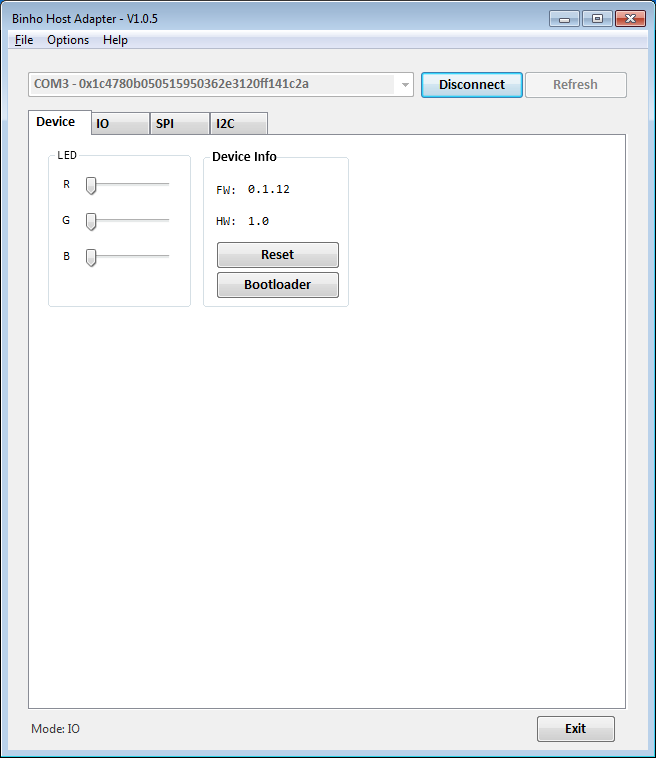 Binho Host Adapter - V1.0.5
File Options Help
COM3 - 0x1c4780b050515950362e3120ff141c2a Disconnect Refresh
Device IO SPI I2C
LED
R
G
B
Device Info
FW: 0.1.12
HW: 1.0
Reset
Bootloader
Mode: IO
Exit